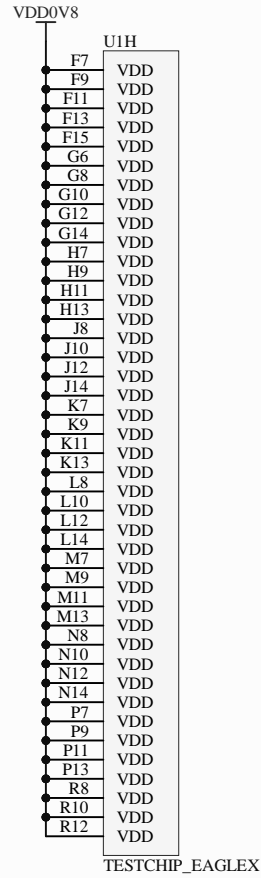 VDD0V8
U1H
F7 VDD
F9 VDD
F11 VDD
F13 VDD
F15 VDD
G6 VDD
G8 VDD
G10 VDD
G12 VDD
G14 VDD
H7 VDD
H9 VDD
H11 VDD
H13 VDD
J8 VDD
J10 VDD
J12 VDD
J14 VDD
K7 VDD
K9 VDD
K11 VDD
K13 VDD
L8 VDD
L10 VDD
L12 VDD
L14 VDD
M7 VDD
M9 VDD
M11 VDD
M13 VDD
N8 VDD
N10 VDD
N12 VDD
N14 VDD
P7 VDD
P9 VDD
P11 VDD
P13 VDD
R8 VDD
R10 VDD
R12 VDD
TESTCHIP_EAGLEX